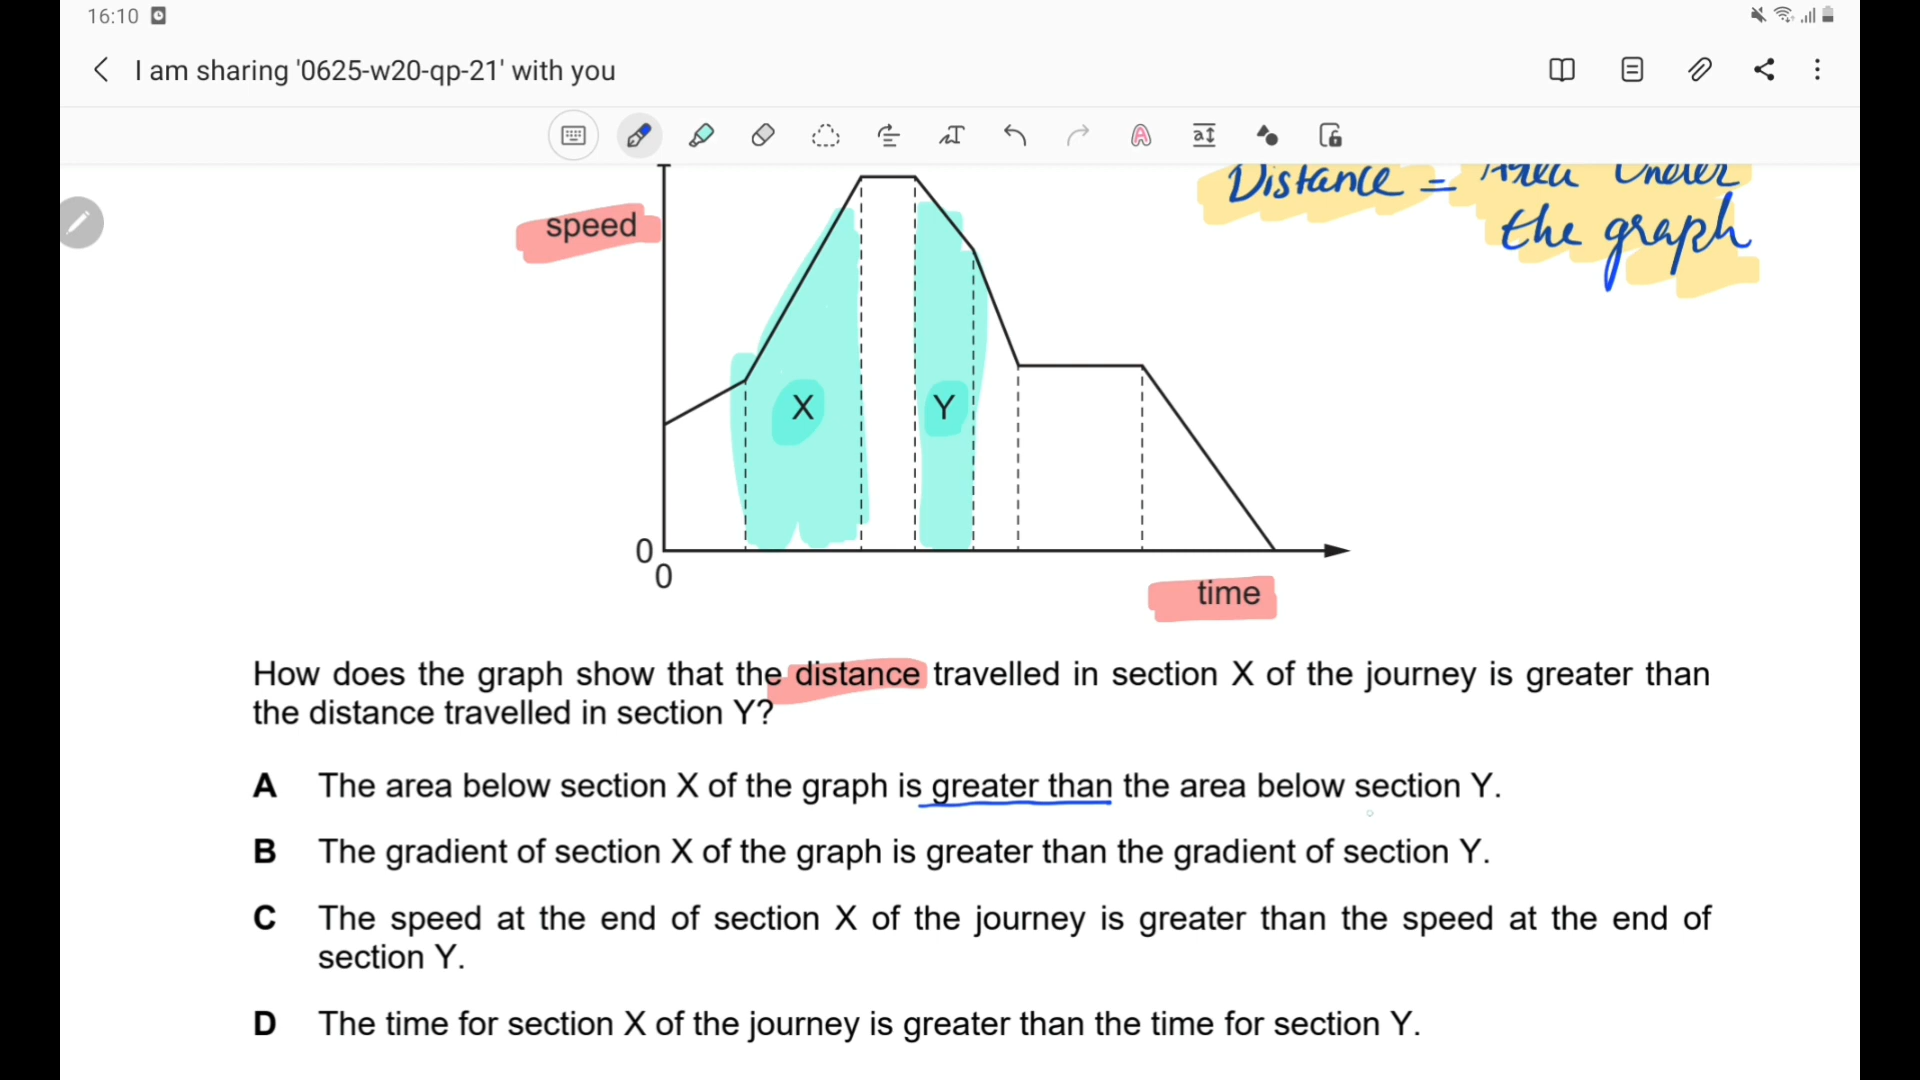 16:10
I am sharing '0625-w20-qp-21' with you
Distance = Area Under
the graph
speed
X
Y
0
0
time
How does the graph show that the distance travelled in section X of the journey is greater than
the distance travelled in section Y?
A The area below section X of the graph is greater than the area below section Y.
B The gradient of section X of the graph is greater than the gradient of section Y.
C The speed at the end of section X of the journey is greater than the speed at the end of
section Y.
D The time for section X of the journey is greater than the time for section Y.